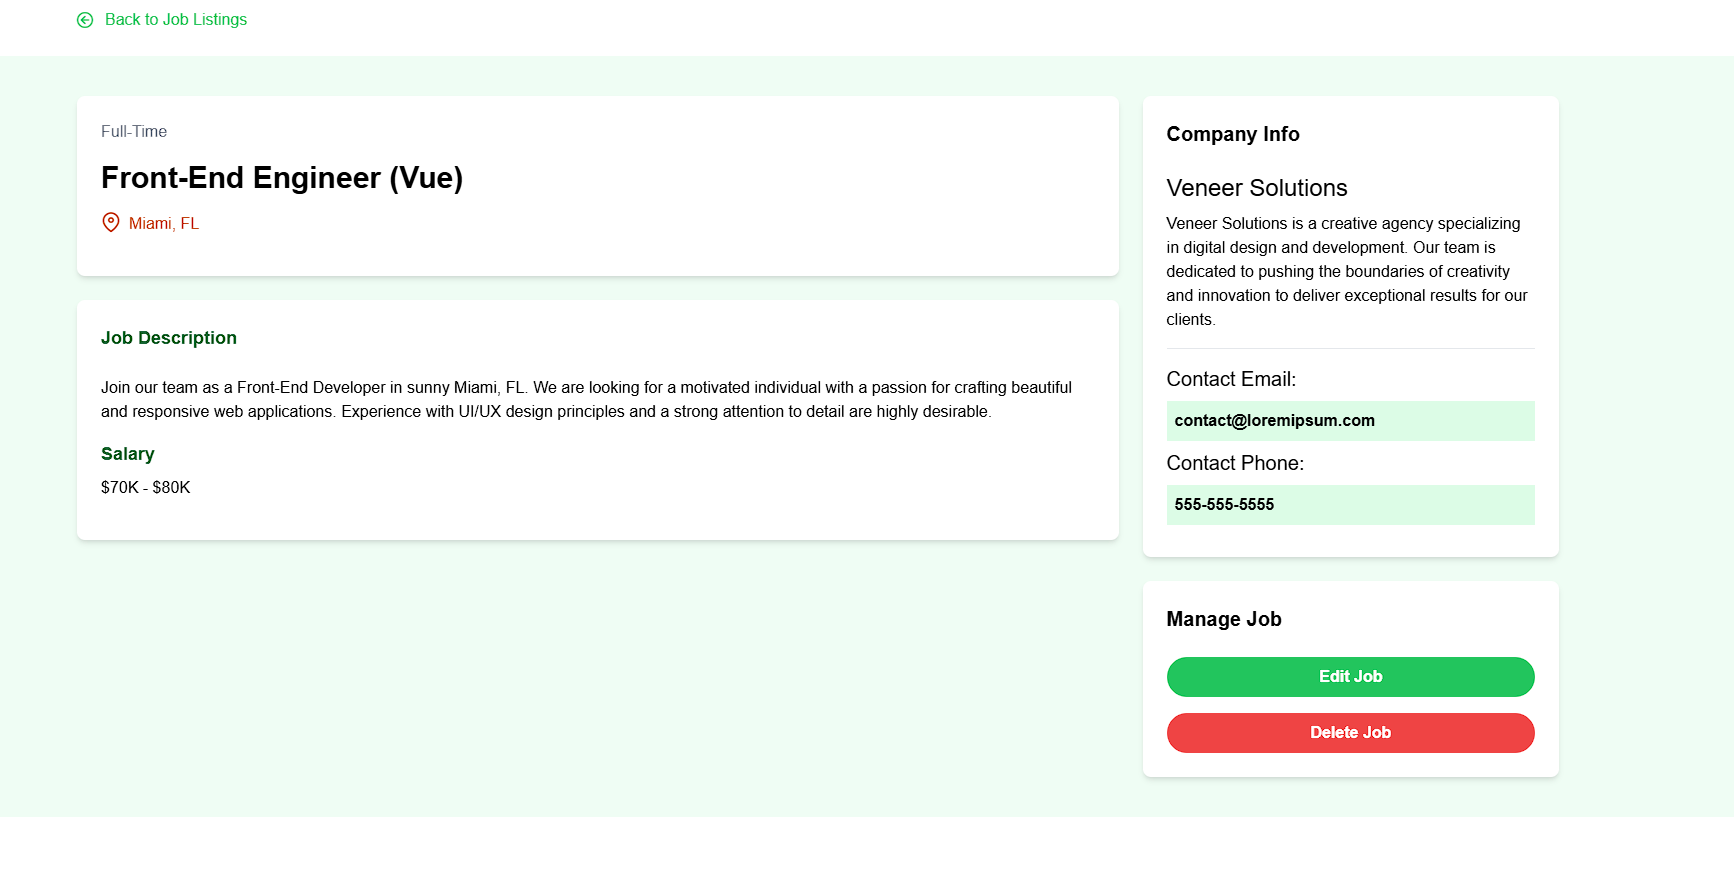 Back to Job Listings
Full-Time
Front-End Engineer (Vue)
Miami, FL
Job Description
Join our team as a Front-End Developer in sunny Miami, FL. We are looking for a motivated individual with a passion for crafting beautiful
and responsive web applications. Experience with UI/UX design principles and a strong attention to detail are highly desirable.
Salary
$70K - $80K
Company Info
Veneer Solutions
Veneer Solutions is a creative agency specializing
in digital design and development. Our team is
dedicated to pushing the boundaries of creativity
and innovation to deliver exceptional results for our
clients.
Contact Email:
contact@loremipsum.com
Contact Phone:
555-555-5555
Manage Job
Edit Job
Delete Job